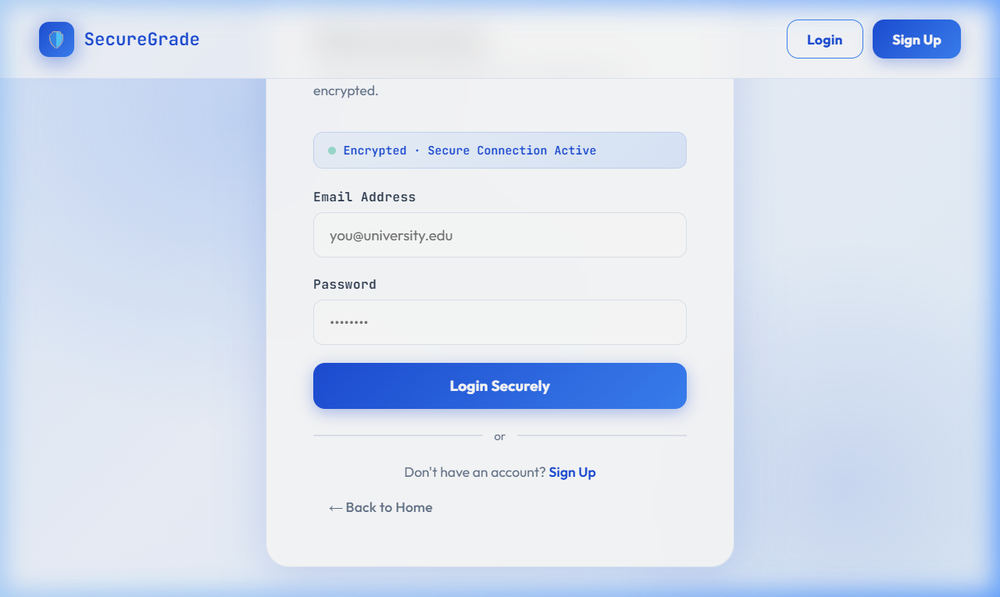 SecureGrade
Login
Sign Up
encrypted.
Encrypted · Secure Connection Active
Email Address
you@university.edu
Password
••••••••
Login Securely
or
Don't have an account? Sign Up
← Back to Home